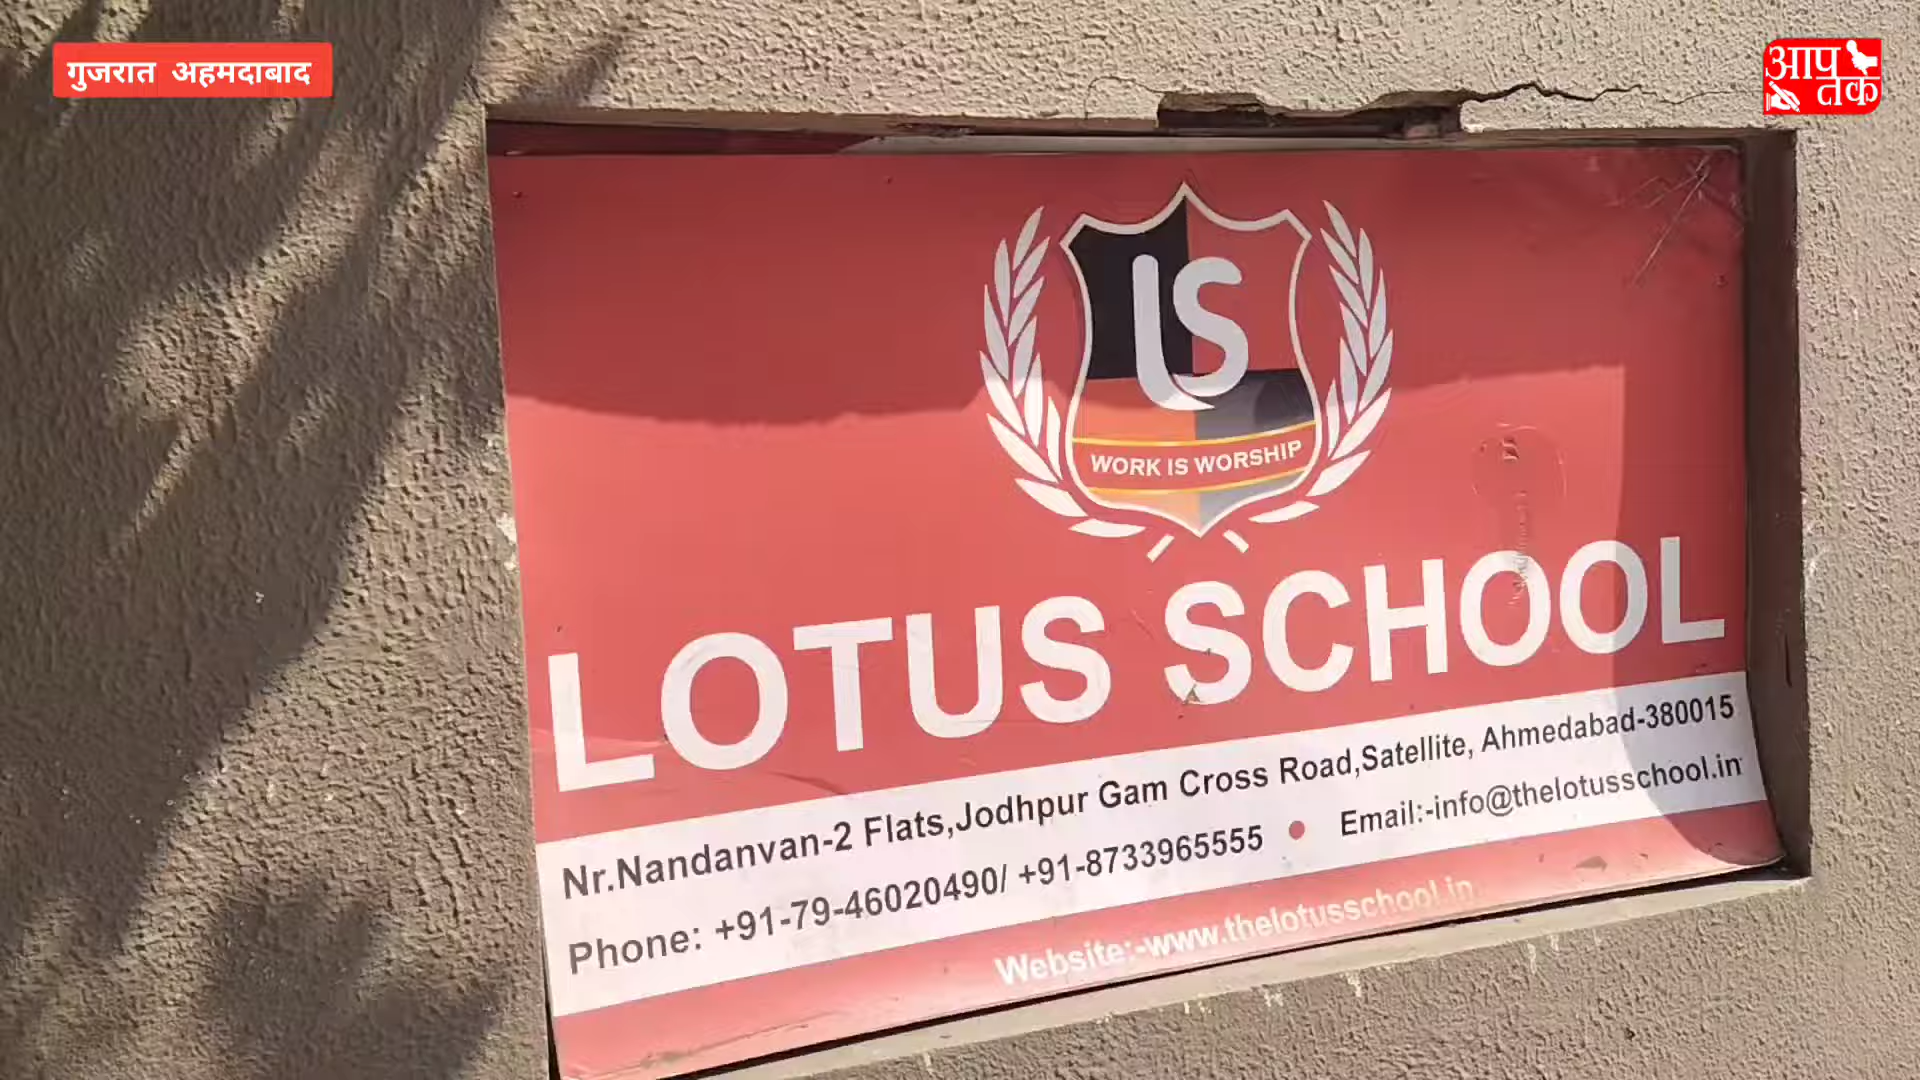 गुजरात अहमदाबाद
आप
तक
LS
WORK IS WORSHIP
LOTUS SCHOOL
Nr.Nandanvan-2 Flats,Jodhpur Gam Cross Road,Satellite, Ahmedabad-380015
Phone: +91-79-46020490/ +91-8733965555 • Email:-info@thelotusschool.in
Website:-www.thelotusschool.in